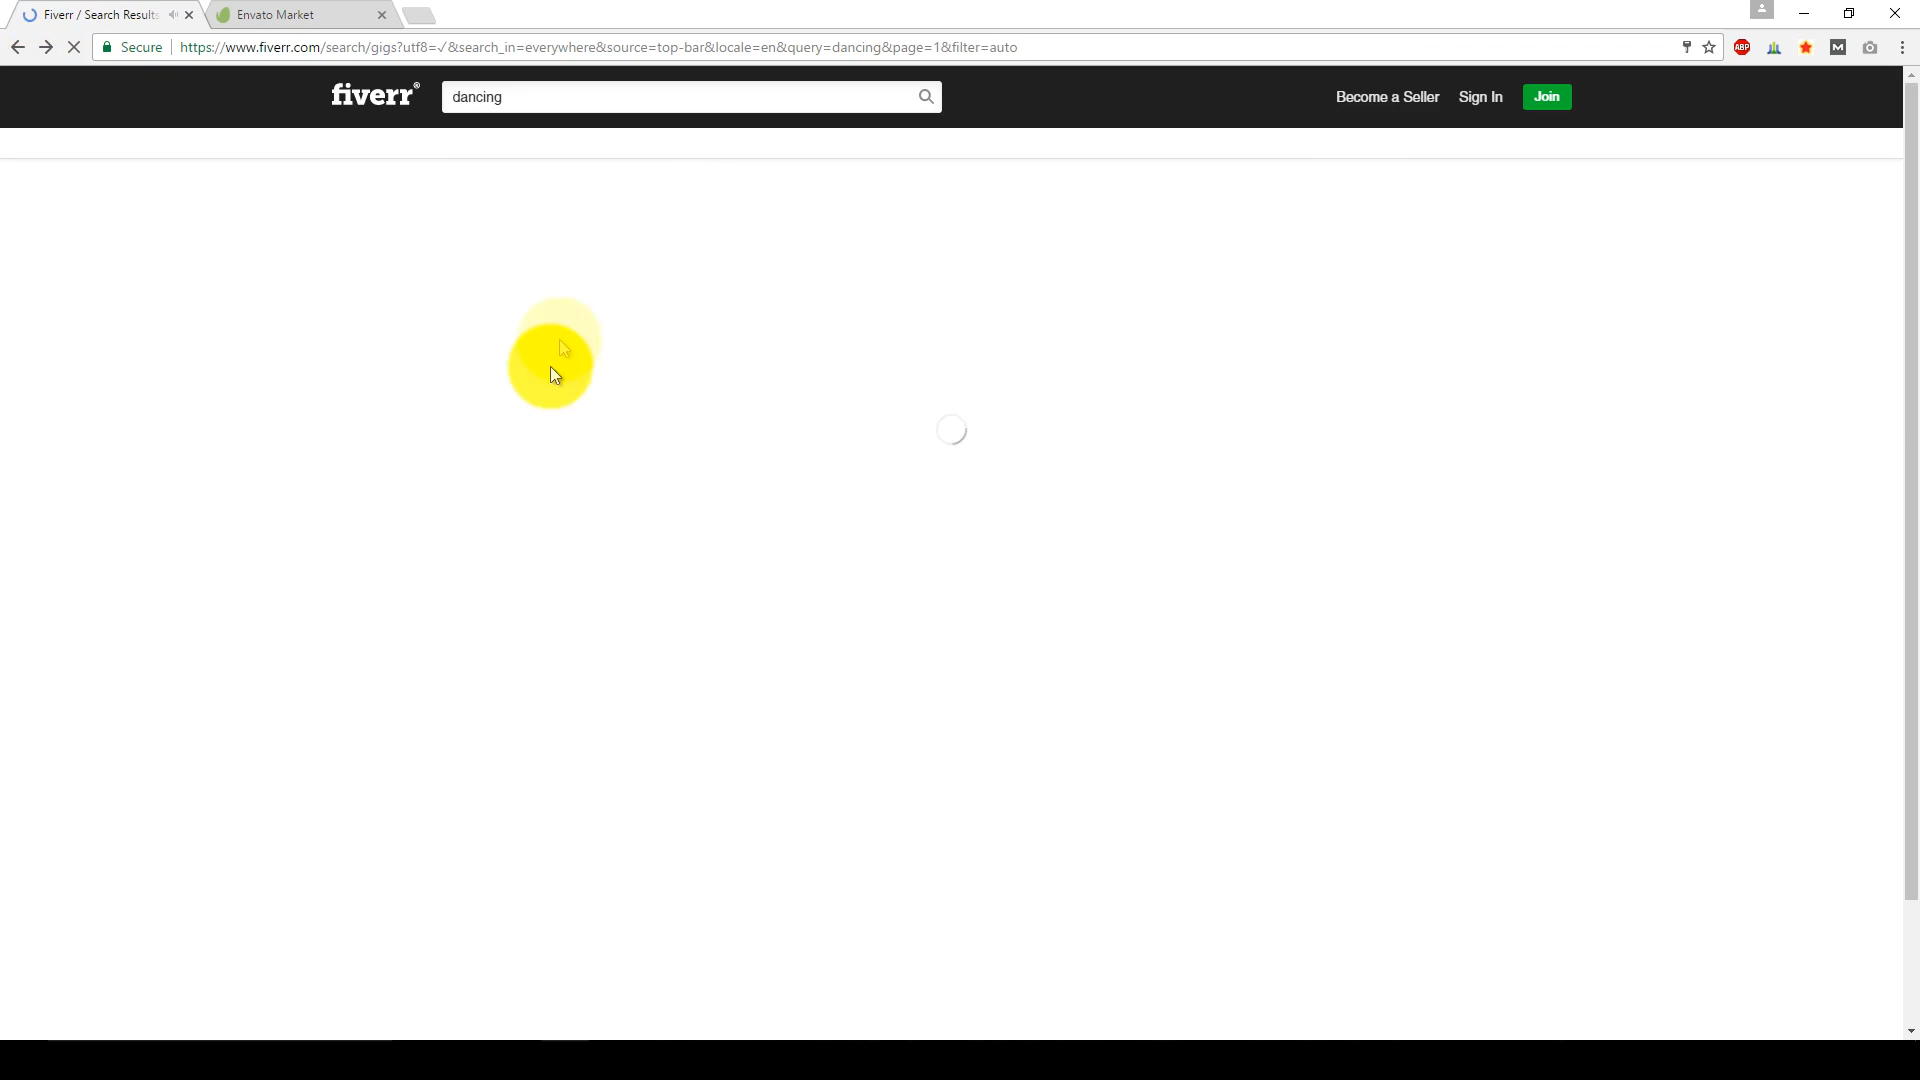 Fiverr / Search Results
Envato Market
Secure https://www.fiverr.com/search/gigs?utf8=✓&search_in=everywhere&source=top-bar&locale=en&query=dancing&page=1&filter=auto
ABP
M
fiverr®
dancing
Become a Seller
Sign In
Join